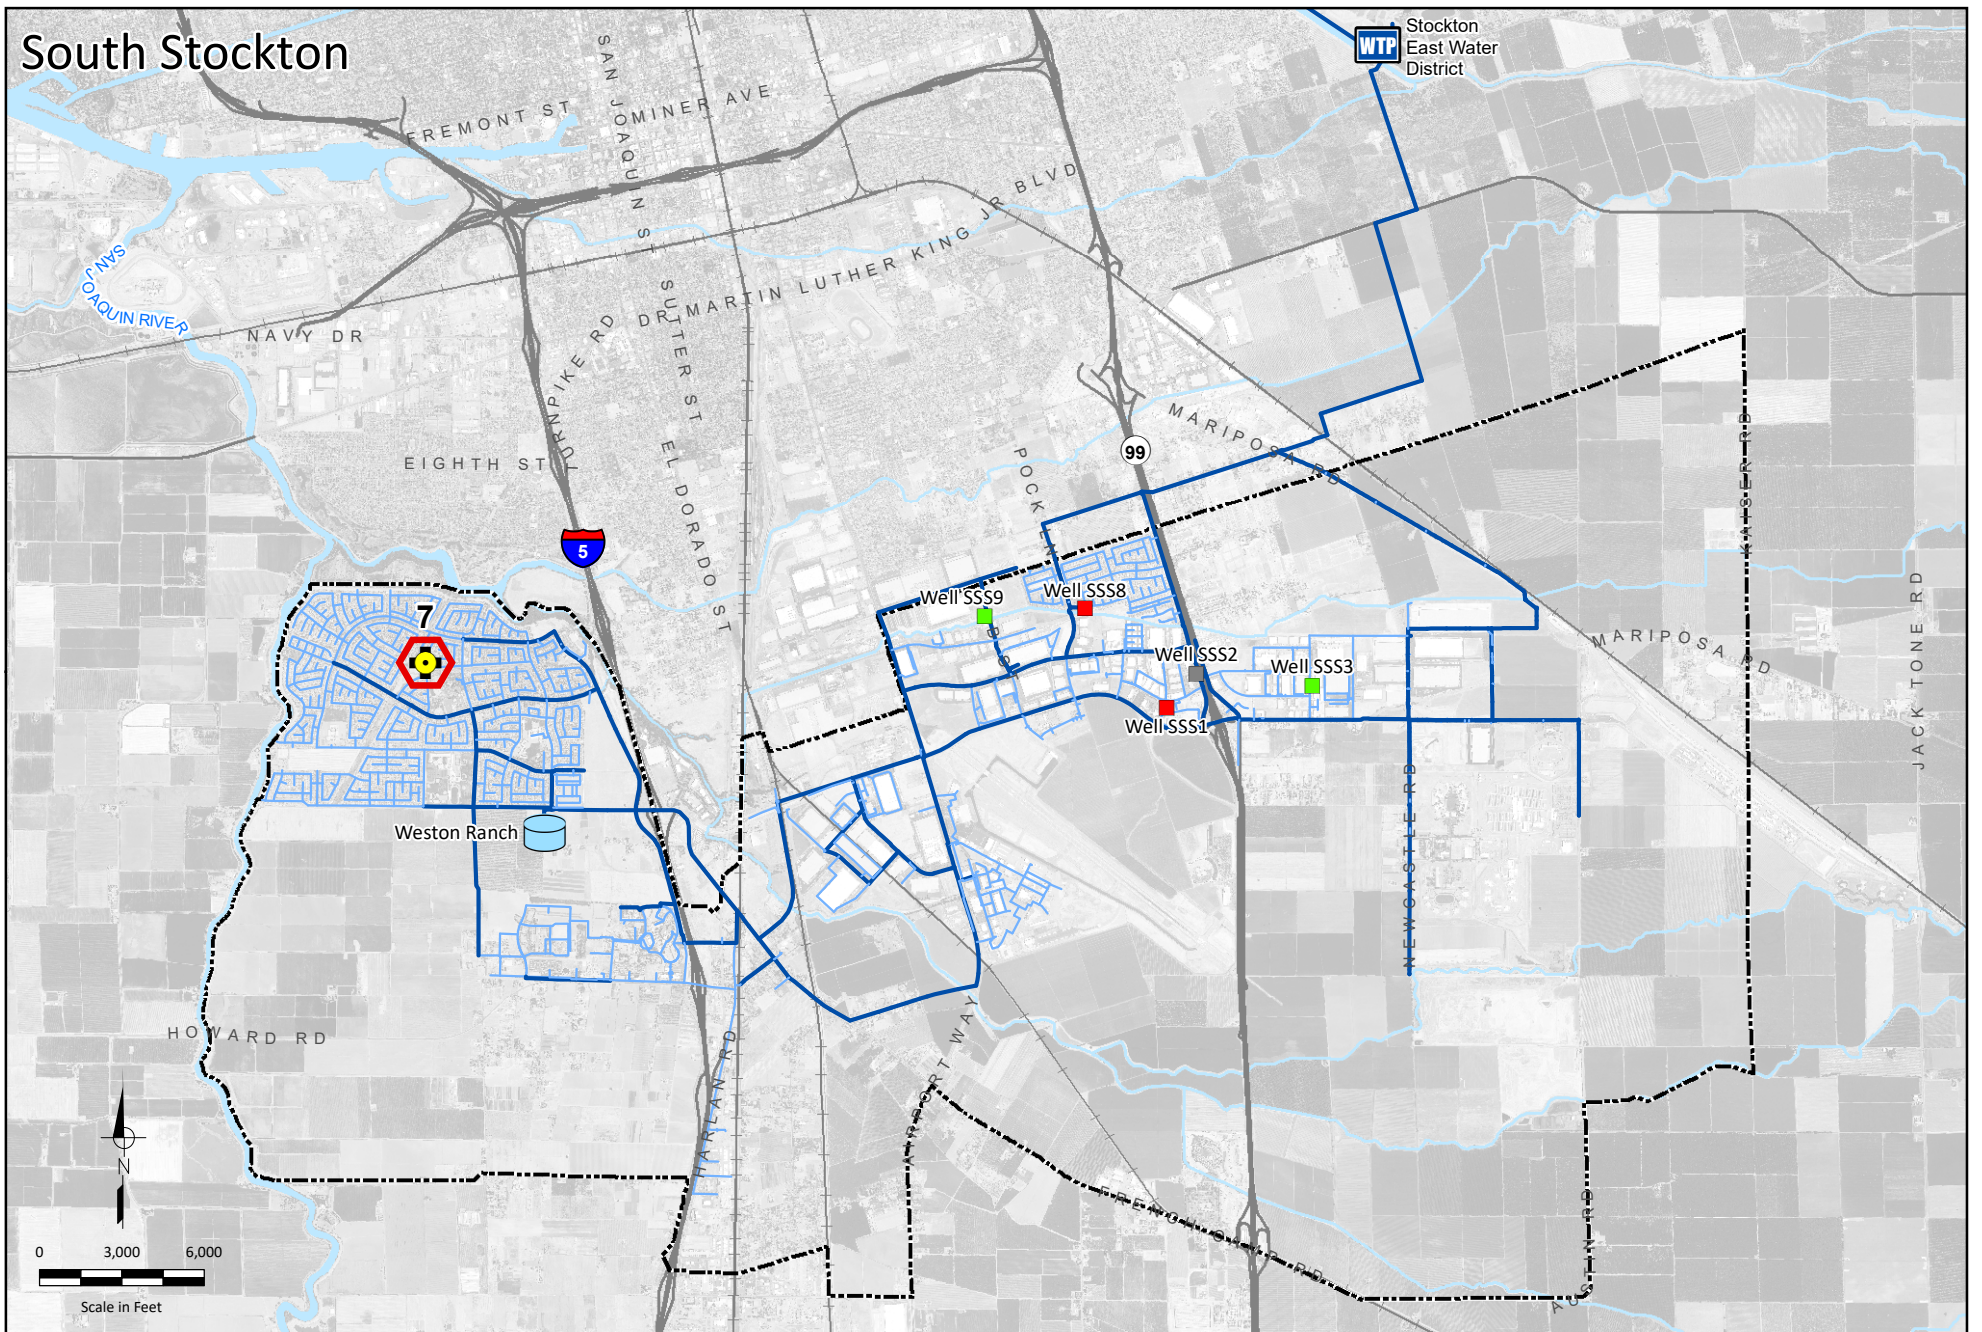 South Stockton
WTP
Stockton
East Water
District
SAN JOAQUIN ST
FREMONT ST
MINER AVE
DR MARTIN LUTHER KING JR BLVD
SAN JOAQUIN RIVER
NAVY DR
TURNPIKE RD
SUTTER ST
EIGHTH ST
EL DORADO ST
POCK LN
99
MARIPOSA RD
KAISER RD
5
7
Well SSS9
Well SSS8
B ST
Well SSS2
Well SSS3
Well SSS1
MARIPOSA RD
JACK TONE RD
Weston Ranch
NEWCASTLE RD
HOWARD RD
HARLAN RD
AIRPORT WAY
FRENCH CAMP RD
AUSTIN RD
N
0 3,000 6,000
Scale in Feet